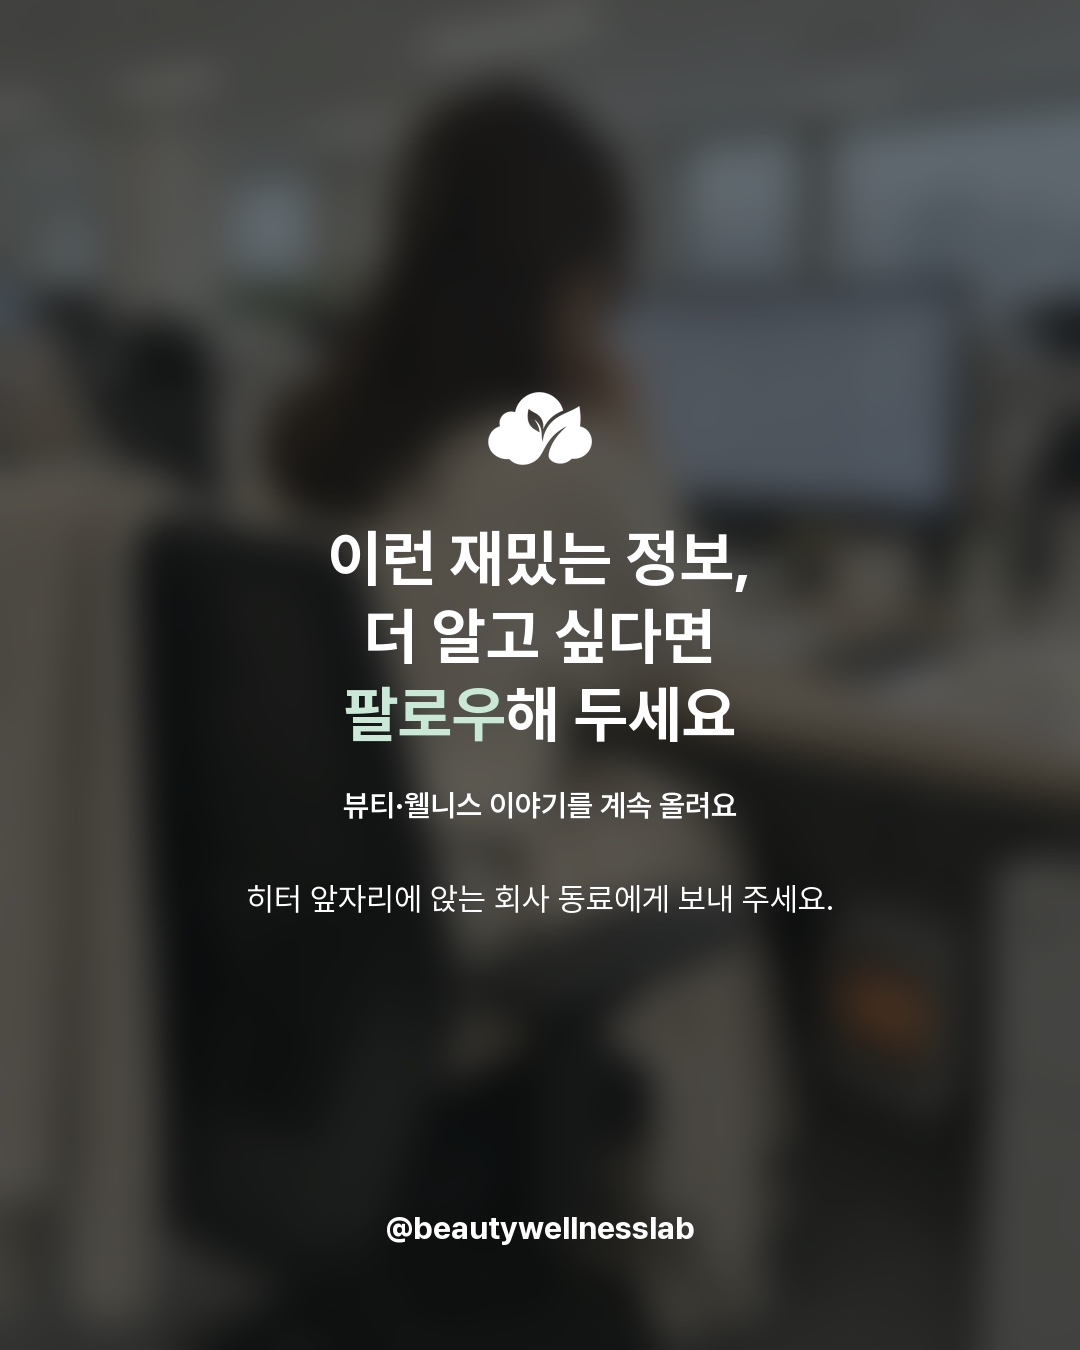 이런 재밌는 정보,
더 알고 싶다면
팔로우해 두세요
뷰티·웰니스 이야기를 계속 올려요
히터 앞자리에 앉는 회사 동료에게 보내 주세요.
@beautywellnesslab